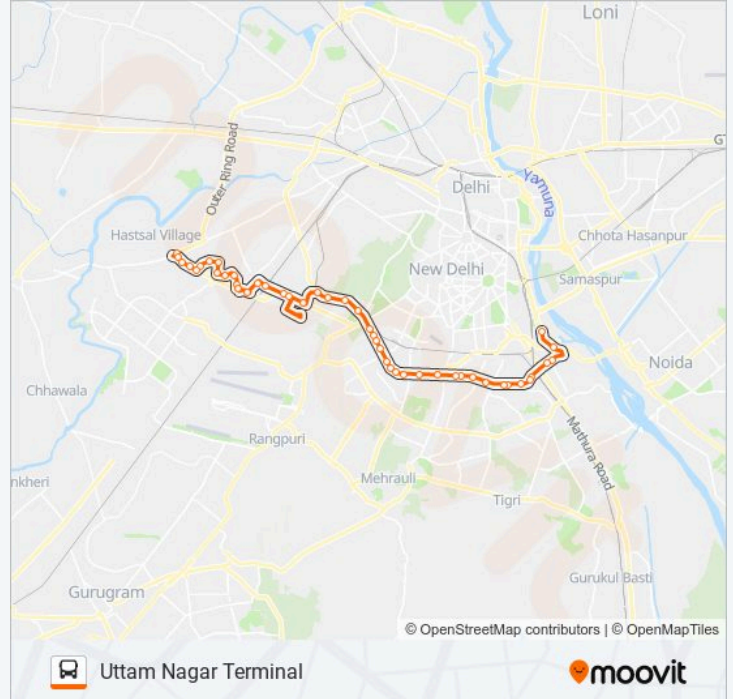 Loni
GT
Outer Ring Road
Delhi
Yamuna
Hastsal Village
Chhota Hasanpur
New Delhi
Samaspur
Noida
Chhawala
Rangpuri
Mathura Road
nkheri
Mehrauli
Tigri
Gurugram
Gurukul Basti
© OpenStreetMap contributors | © OpenMapTiles
Uttam Nagar Terminal
moovit